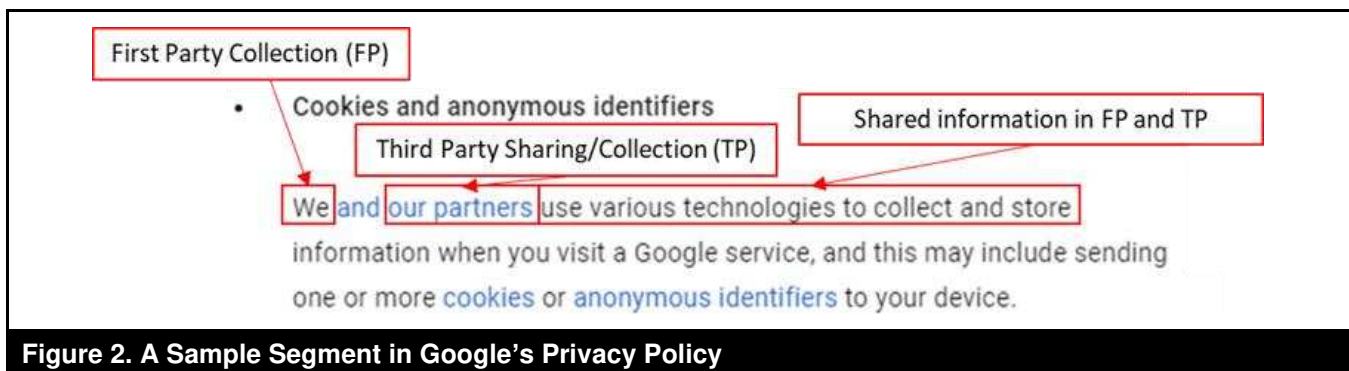 First Party Collection (FP)
• Cookies and anonymous identifiers
Shared information in FP and TP
Third Party Sharing/Collection (TP)
We and our partners use various technologies to collect and store
information when you visit a Google service, and this may include sending
one or more cookies or anonymous identifiers to your device.
Figure 2. A Sample Segment in Google's Privacy Policy